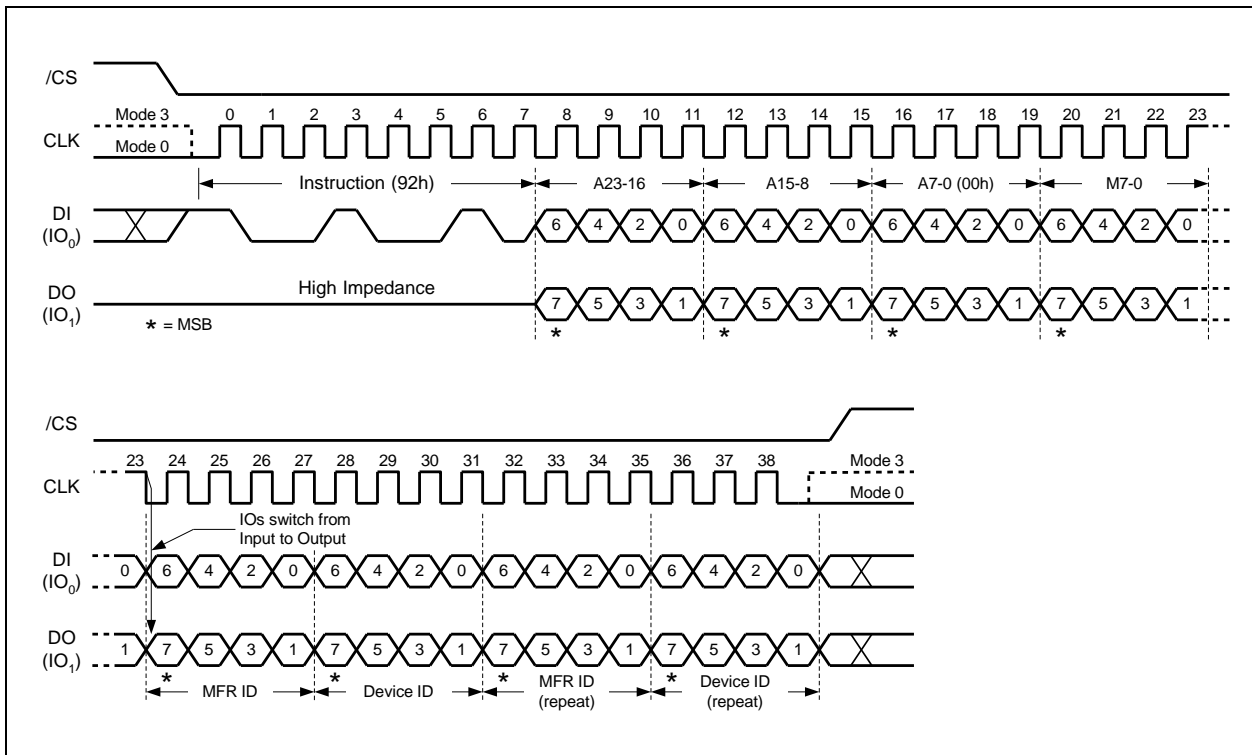 /CS
Mode 3 0 1 2 3 4 5 6 7 8 9 10 11 12 13 14 15 16 17 18 19 20 21 22 23
CLK
Mode 0
Instruction (92h) A23-16 A15-8 A7-0 (00h) M7-0
DI
(IO0) 6 4 2 0 6 4 2 0 6 4 2 0 6 4 2 0
High Impedance
DO
(IO1) 7 5 3 1 7 5 3 1 7 5 3 1 7 5 3 1
* = MSB * * * *
/CS
23 24 25 26 27 28 29 30 31 32 33 34 35 36 37 38 Mode 3
CLK
Mode 0
IOs switch from
Input to Output
DI
(IO0) 0 6 4 2 0 6 4 2 0 6 4 2 0 6 4 2 0
DO
(IO1) 1 7 5 3 1 7 5 3 1 7 5 3 1 7 5 3 1
* * * *
MFR ID Device ID MFR ID
(repeat) Device ID
(repeat)